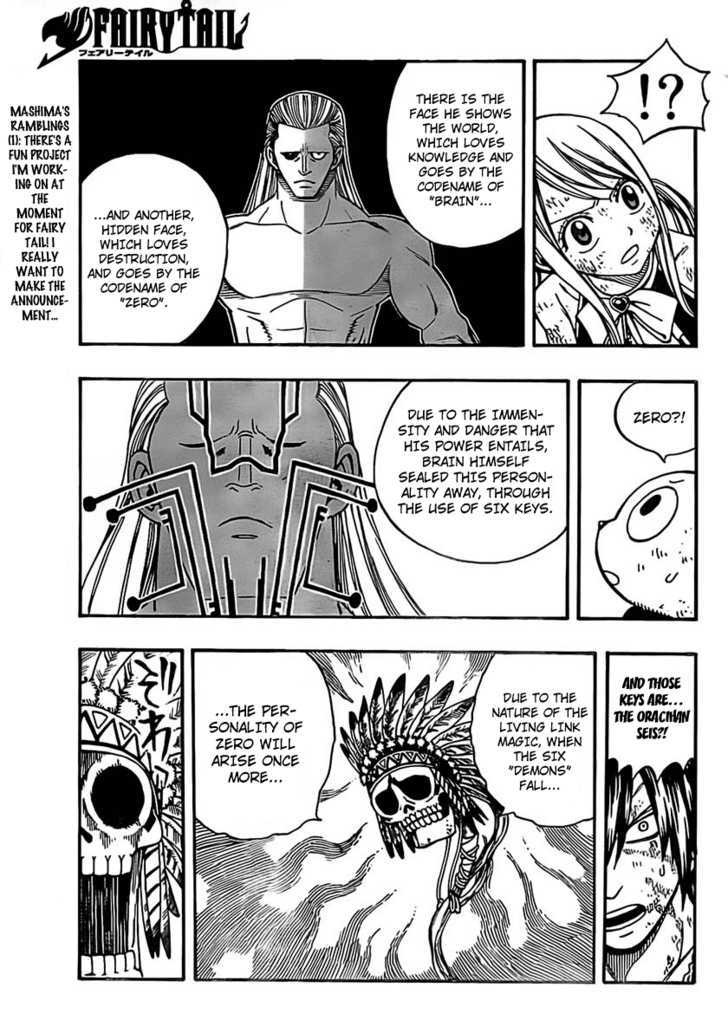 FAIRY TAIL
フェアリーテイル
MASHIMA'S
RAMBLINGS
(1): THERE'S A
FUN PROJECT
I'M WORK-
ING ON AT
THE
MOMENT
FOR FAIRY
TAIL! I
REALLY
WANT TO
MAKE THE
ANNOUNCE-
MENT...
!?
THERE IS THE
FACE HE SHOWS
THE WORLD,
WHICH LOVES
KNOWLEDGE AND
GOES BY THE
CODENAME OF
"BRAIN"...
...AND ANOTHER,
HIDDEN FACE,
WHICH LOVES
DESTRUCTION,
AND GOES BY THE
CODENAME OF
"ZERO".
ZERO?!
DUE TO THE IMMEN-
SITY AND DANGER THAT
HIS POWER ENTAILS,
BRAIN HIMSELF
SEALED THIS PERSON-
ALITY AWAY, THROUGH
THE USE OF SIX KEYS.
AND THOSE
KEYS ARE...
THE ORACIÓN
SEIS?!
DUE TO THE
NATURE OF THE
LIVING LINK
MAGIC, WHEN
THE SIX
"DEMONS"
FALL...
...THE PER-
SONALITY OF
ZERO WILL
ARISE ONCE
MORE...
ぞわっ